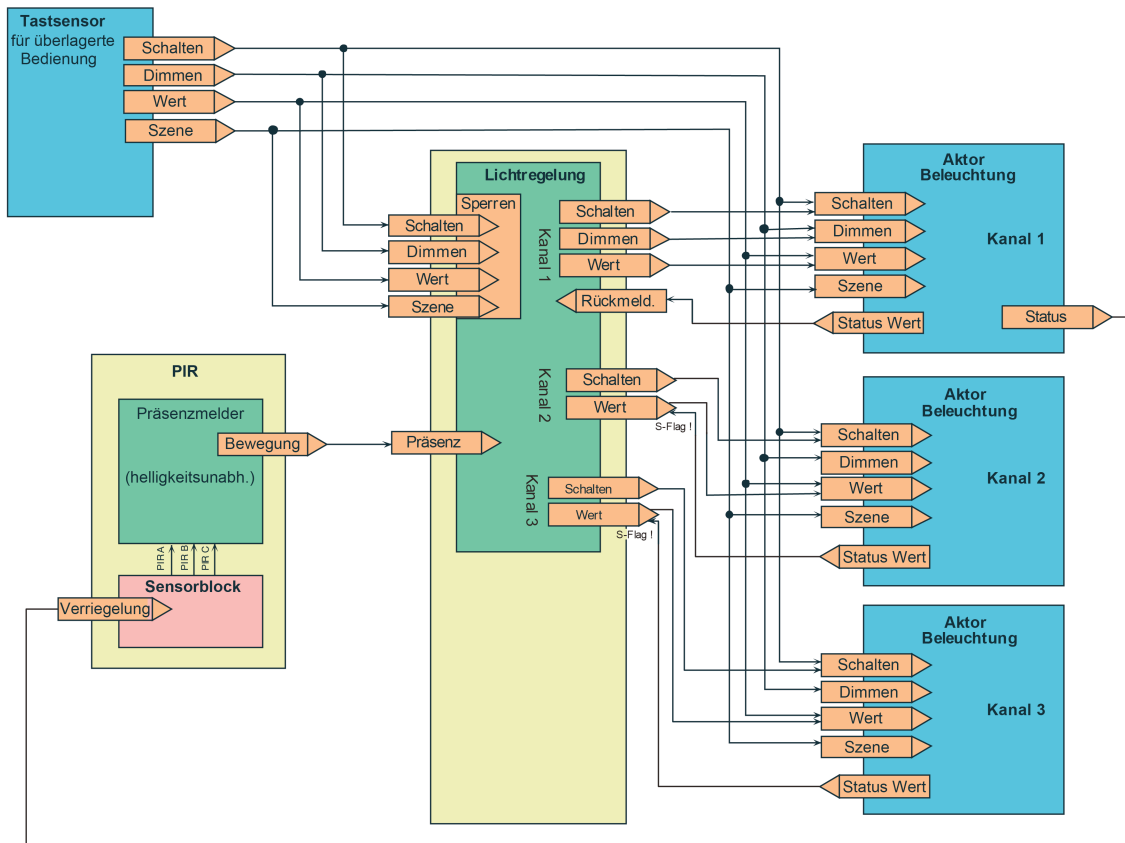 Tastsensor
für überlagerte
Bedienung
Schalten
Dimmen
Wert
Szene
Lichtregelung
Sperren
Schalten
Dimmen
Wert
Szene
Kanal 1
Schalten
Dimmen
Wert
Rückmeld.
Kanal 2
Schalten
Wert
S-Flag !
Präsenz
Kanal 3
Schalten
Wert
S-Flag !
PIR
Präsenzmelder
Bewegung
(helligkeitsunabh.)
PIR A
PIR B
PIR C
Sensorblock
Verriegelung
Aktor
Beleuchtung
Schalten
Dimmen
Kanal 1
Wert
Szene
Status Wert
Status
Aktor
Beleuchtung
Schalten
Dimmen
Kanal 2
Wert
Szene
Status Wert
Aktor
Beleuchtung
Schalten
Dimmen
Kanal 3
Wert
Szene
Status Wert